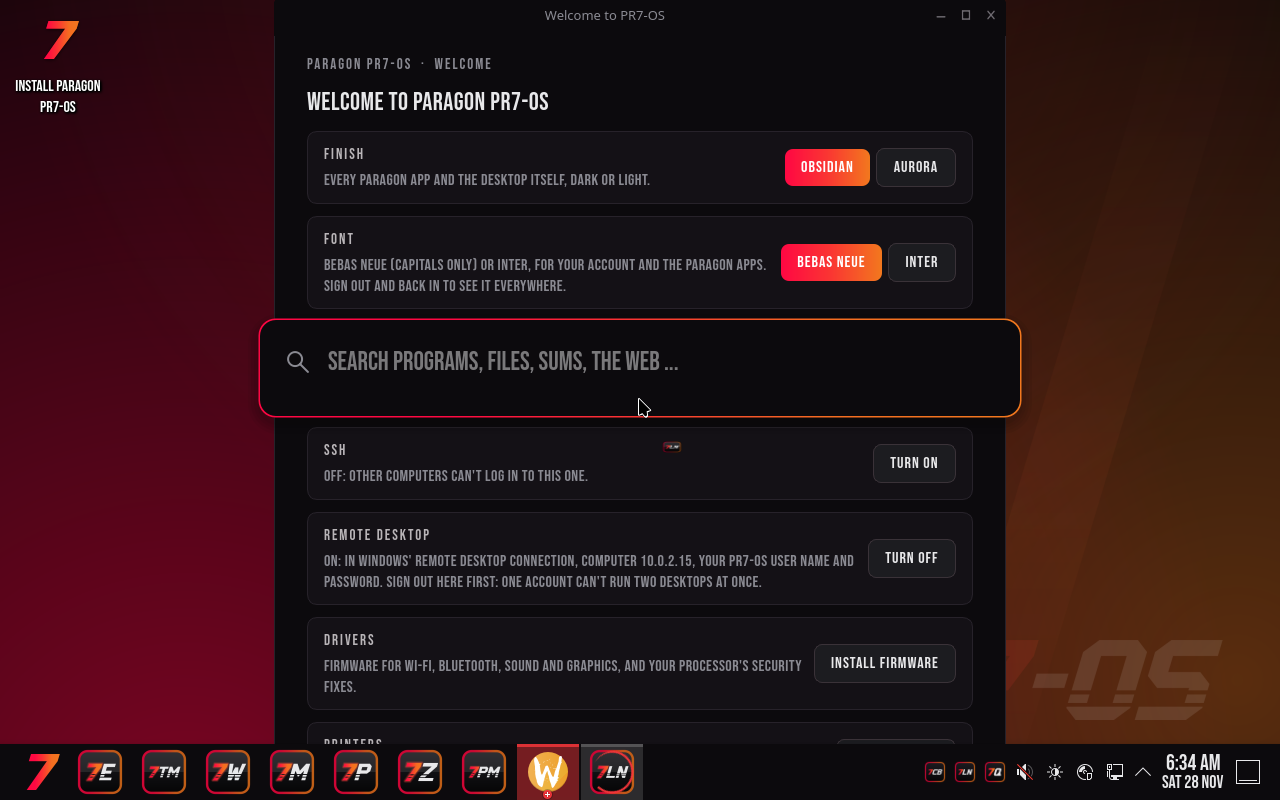 Welcome to PR7-OS
7
INSTALL PARAGON
PR7-OS
PARAGON PR7-OS · WELCOME
WELCOME TO PARAGON PR7-OS
FINISH
EVERY PARAGON APP AND THE DESKTOP ITSELF, DARK OR LIGHT.
OBSIDIAN
AURORA
FONT
BEBAS NEUE (CAPITALS ONLY) OR INTER, FOR YOUR ACCOUNT AND THE PARAGON APPS.
SIGN OUT AND BACK IN TO SEE IT EVERYWHERE.
BEBAS NEUE
INTER
SEARCH PROGRAMS, FILES, SUMS, THE WEB ...
SSH
OFF: OTHER COMPUTERS CAN'T LOG IN TO THIS ONE.
TURN ON
REMOTE DESKTOP
ON: IN WINDOWS' REMOTE DESKTOP CONNECTION, COMPUTER 10.0.2.15, YOUR PR7-OS USER NAME AND
PASSWORD. SIGN OUT HERE FIRST: ONE ACCOUNT CAN'T RUN TWO DESKTOPS AT ONCE.
TURN OFF
DRIVERS
FIRMWARE FOR WI-FI, BLUETOOTH, SOUND AND GRAPHICS, AND YOUR PROCESSOR'S SECURITY
FIXES.
INSTALL FIRMWARE
7-OS
7
7E
7TM
7W
7M
7P
7Z
7PM
W
7LN
7CB
7LN
7Q
6:34 AM
SAT 28 NOV